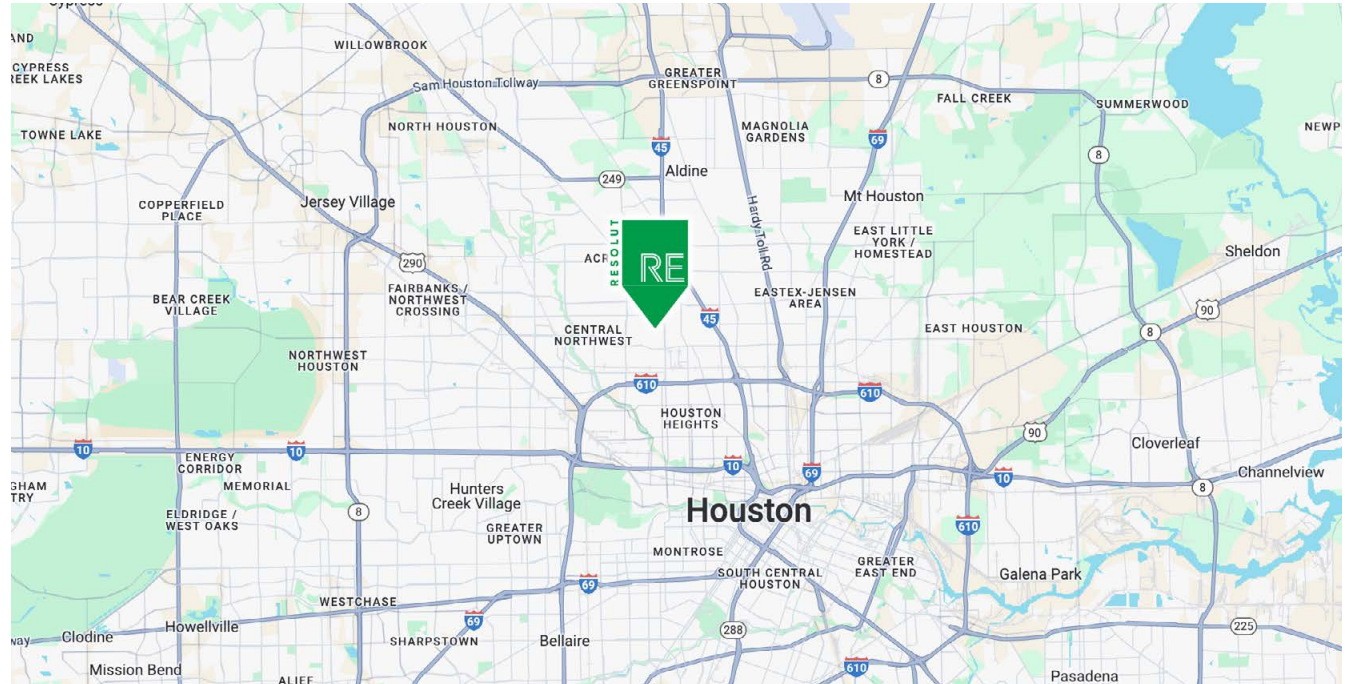 Cypress
WILLOWBROOK
AND
CYPRESS
REEK LAKES
GREATER
GREENSPOINT
Sam Houston Tollway
8
FALL CREEK
SUMMERWOOD
TOWNE LAKE
NORTH HOUSTON
MAGNOLIA
GARDENS
NEWP
69
45
8
Aldine
249
COPPERFIELD
PLACE
Jersey Village
Hardy Toll Rd
Mt Houston
RESOLUT
RE
ACR
EAST LITTLE
YORK /
HOMESTEAD
Sheldon
290
FAIRBANKS /
NORTHWEST
CROSSING
BEAR CREEK
VILLAGE
EASTEX-JENSEN
AREA
90
45
CENTRAL
NORTHWEST
EAST HOUSTON
8
NORTHWEST
HOUSTON
610
610
HOUSTON
HEIGHTS
90
Cloverleaf
10
10
ENERGY
CORRIDOR
10
69
10
Channelview
GHAM
TRY
MEMORIAL
Hunters
Creek Village
8
8
ELDRIDGE /
WEST OAKS
Houston
GREATER
UPTOWN
610
MONTROSE
GREATER
EAST END
SOUTH CENTRAL
HOUSTON
Galena Park
69
WESTCHASE
69
Howellville
way
Clodine
SHARPSTOWN
Bellaire
288
225
Mission Bend
610
ALIEF
Pasadena